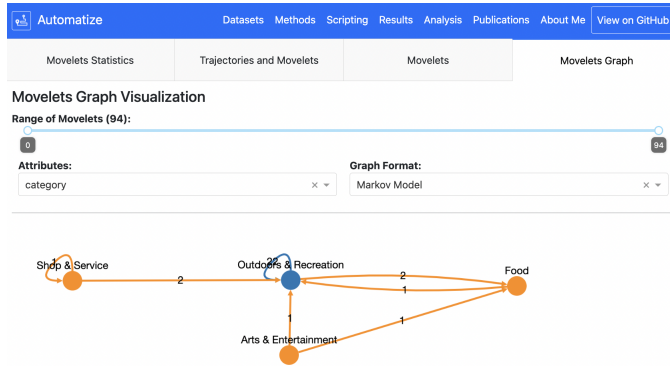 Automatize Datasets Methods Scripting Results Analysis Publications About Me View on GitHub
Movelets Statistics Trajectories and Movelets Movelets Movelets Graph
Movelets Graph Visualization
Range of Movelets (94):
0 94
Attributes: Graph Format:
category × Markov Model ×
1 22
Shop & Service Outdoors & Recreation Food
2 2
1
1 1
Arts & Entertainment